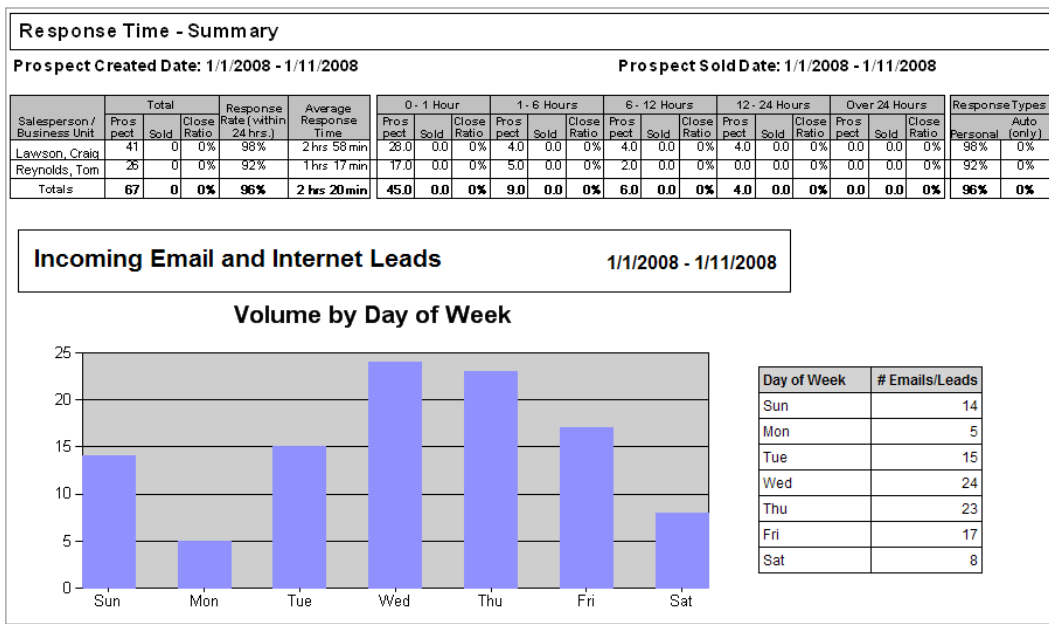 Response Time - Summary
Prospect Created Date: 1/1/2008 - 1/11/2008 Prospect Sold Date: 1/1/2008 - 1/11/2008
Salesperson / Business Unit Total Response Rate (within 24 hrs.) Average Response Time 0 - 1 Hour 1 - 6 Hours 6 - 12 Hours 12 - 24 Hours Over 24 Hours Response Types
Pros pect Sold Close Ratio Pros pect Sold Close Ratio Pros pect Sold Close Ratio Pros pect Sold Close Ratio Pros pect Sold Close Ratio Pros pect Sold Close Ratio Personal Auto (only)
Lawson, Craig 41 0 0% 98% 2 hrs 58 min 28.0 0.0 0% 4.0 0.0 0% 4.0 0.0 0% 4.0 0.0 0% 0.0 0.0 0% 98% 0%
Reynolds, Tom 26 0 0% 92% 1 hrs 17 min 17.0 0.0 0% 5.0 0.0 0% 2.0 0.0 0% 0.0 0.0 0% 0.0 0.0 0% 92% 0%
Totals 67 0 0% 96% 2 hrs 20 min 45.0 0.0 0% 9.0 0.0 0% 6.0 0.0 0% 4.0 0.0 0% 0.0 0.0 0% 96% 0%
Incoming Email and Internet Leads 1/1/2008 - 1/11/2008
Volume by Day of Week
25
20
15
10
5
0
Sun Mon Tue Wed Thu Fri Sat
Day of Week # Emails/Leads
Sun 14
Mon 5
Tue 15
Wed 24
Thu 23
Fri 17
Sat 8